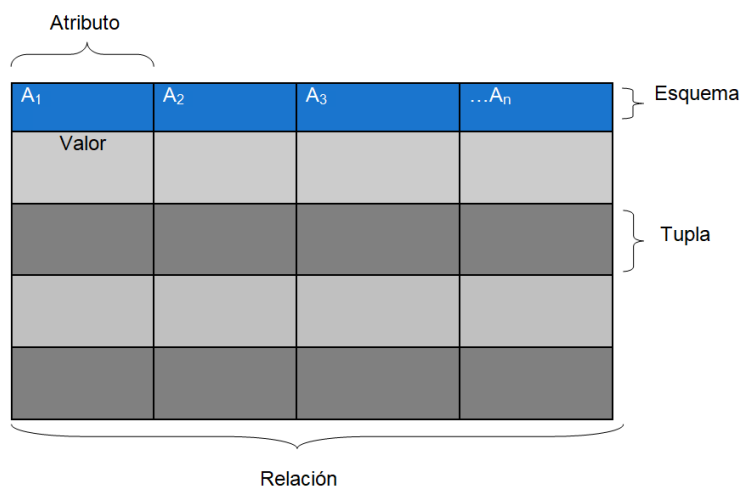 Atributo
A₁ A₂ A₃ ...Aₙ
Esquema
Valor
Tupla
Relación